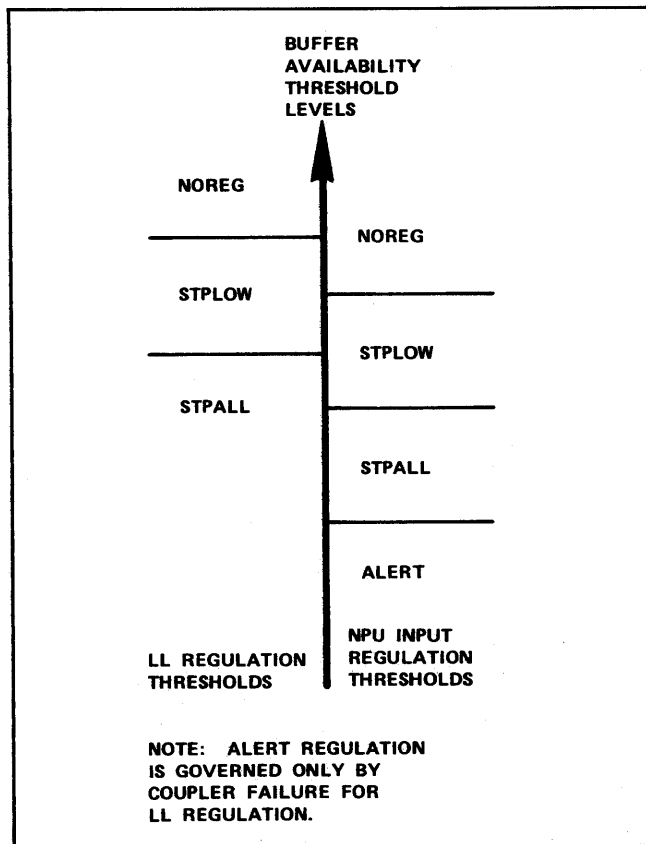 BUFFER
AVAILABILITY
THRESHOLD
LEVELS
NOREG
NOREG
STPLOW
STPLOW
STPALL
STPALL
ALERT
LL REGULATION
THRESHOLDS
NPU INPUT
REGULATION
THRESHOLDS
NOTE: ALERT REGULATION
IS GOVERNED ONLY BY
COUPLER FAILURE FOR
LL REGULATION.